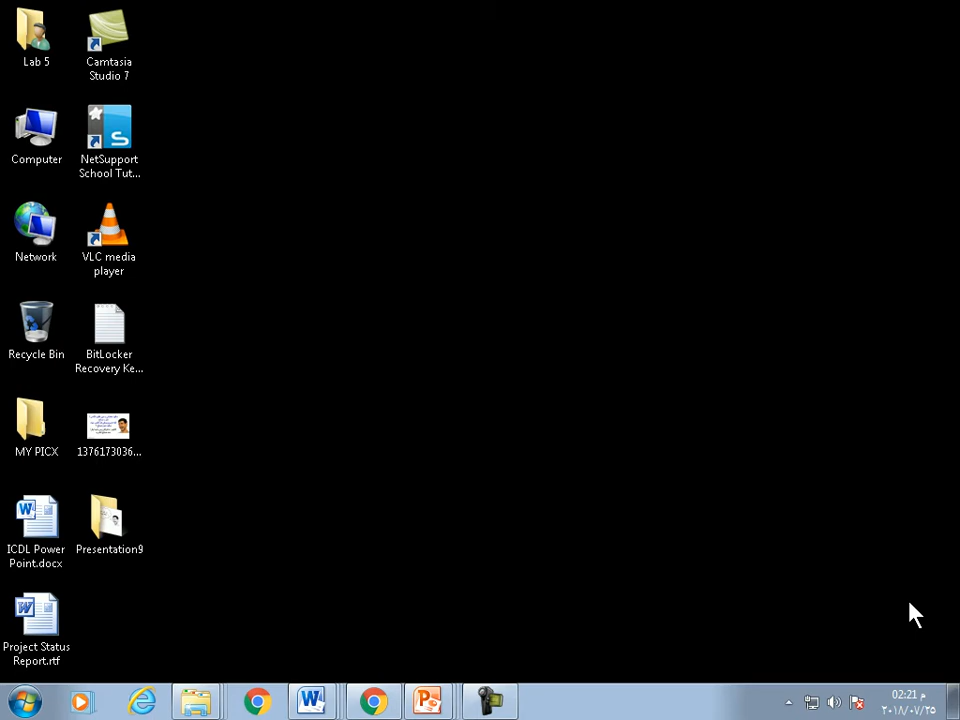 Lab 5
Camtasia
Studio 7
Computer
NetSupport
School Tut...
Network
VLC media
player
Recycle Bin
BitLocker
Recovery Ke...
MY PICX
1376173036...
ICDL Power
Point.docx
Presentation9
Project Status
Report.rtf
02:21 م
٢٠١٨/٠٧/٢٥